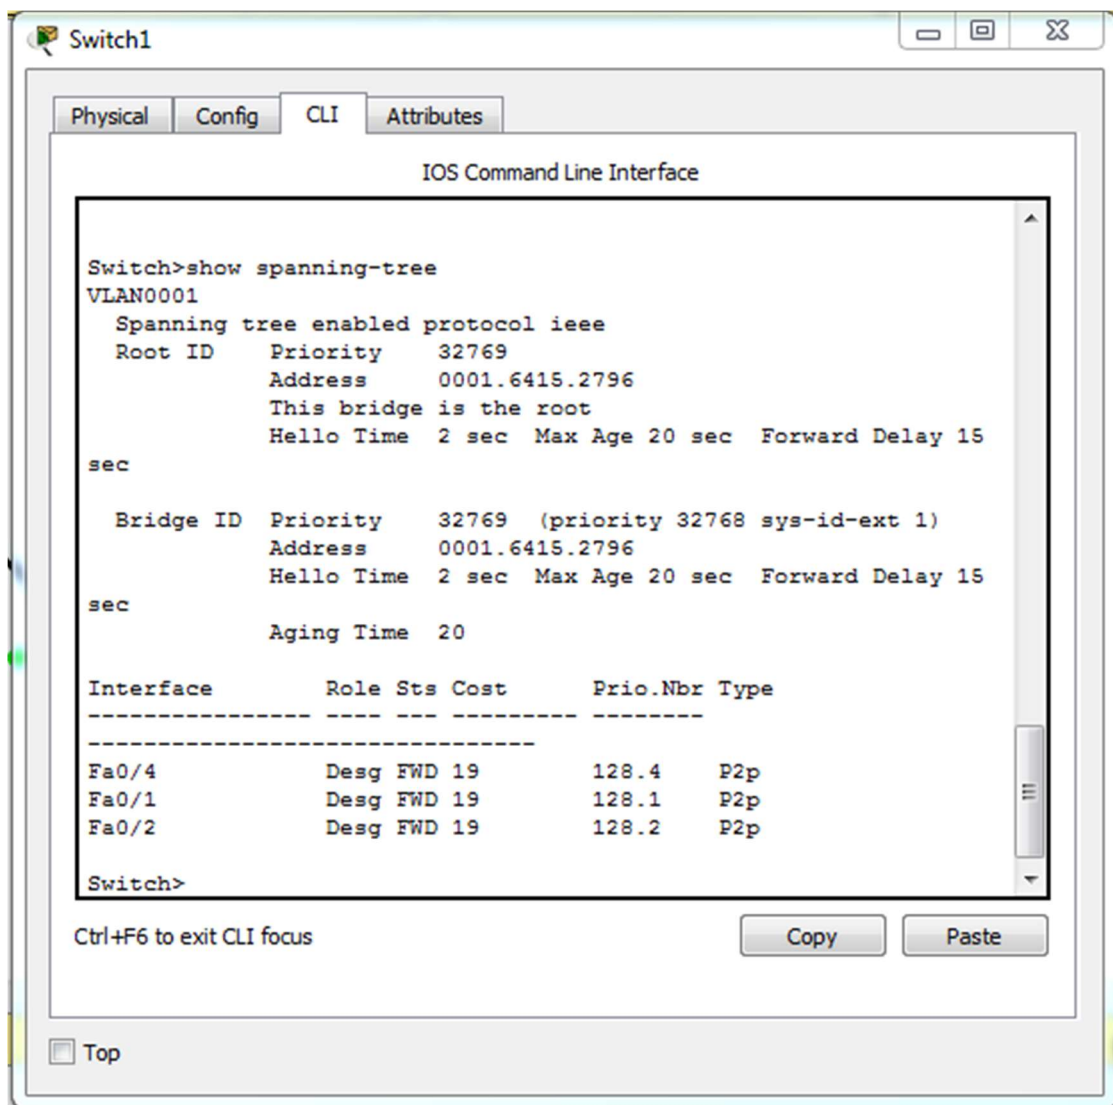 Switch1
Physical Config CLI Attributes
IOS Command Line Interface
Switch>show spanning-tree
VLAN0001
  Spanning tree enabled protocol ieee
  Root ID    Priority    32769
             Address     0001.6415.2796
             This bridge is the root
             Hello Time  2 sec  Max Age 20 sec  Forward Delay 15
sec
  Bridge ID  Priority    32769  (priority 32768 sys-id-ext 1)
             Address     0001.6415.2796
             Hello Time  2 sec  Max Age 20 sec  Forward Delay 15
sec
             Aging Time  20
Interface        Role Sts Cost      Prio.Nbr Type
---------------- ---- --- --------- --------
--------------------------------
Fa0/4            Desg FWD 19        128.4    P2p
Fa0/1            Desg FWD 19        128.1    P2p
Fa0/2            Desg FWD 19        128.2    P2p
Switch>
Ctrl+F6 to exit CLI focus Copy Paste
Top